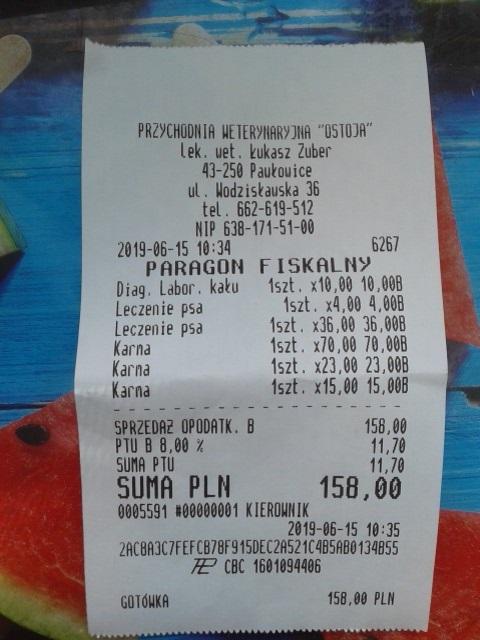 PRZYCHODNIA WETERYNARYJNA "OSTOJA"
lek. wet. Łukasz Zuber
43-250 Pawłowice
ul. Wodzisławska 36
tel. 662-619-512
NIP 638-171-51-00
2019-06-15 10:34 6267
PARAGON FISKALNY
Diag. Labor. kału 1szt. x10,00 10,00B
Leczenie psa 1szt. x4,00 4,00B
Leczenie psa 1szt. x36,00 36,00B
Karna 1szt. x70,00 70,00B
Karna 1szt. x23,00 23,00B
Karna 1szt. x15,00 15,00B
SPRZEDAŻ OPODATK. B 158,00
PTU B 8,00 % 11,70
SUMA PTU 11,70
SUMA PLN 158,00
0005591 #00000001 KIEROWNIK
2019-06-15 10:35
2AC8A3C7FEFCB78F915DEC2A521C4B5AB0134B55
CBC 1601094406
GOTÓWKA 158,00 PLN